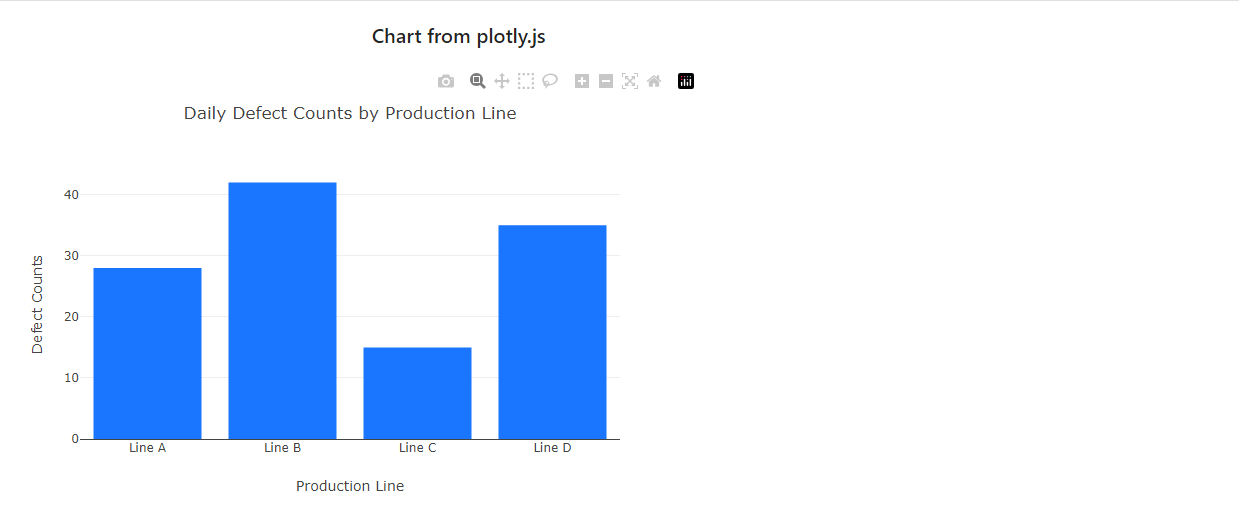 Chart from plotly.js
Daily Defect Counts by Production Line
Defect Counts
40
30
20
10
0
Line A
Line B
Line C
Line D
Production Line